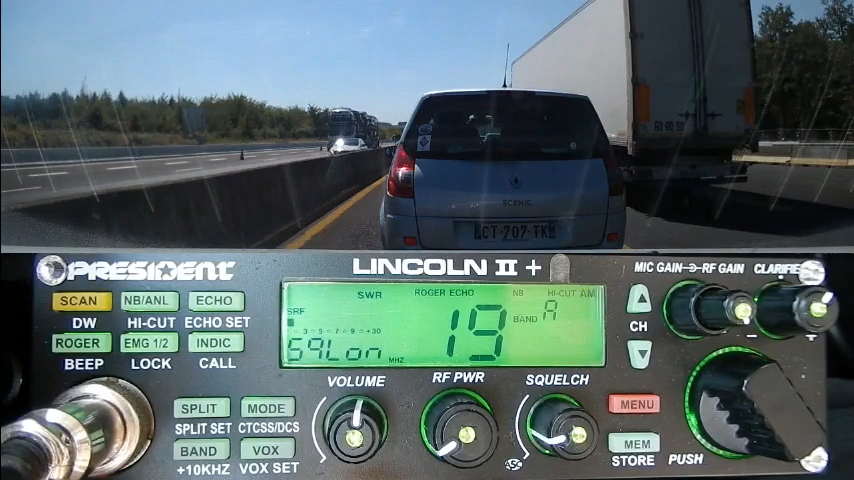 SCENIC
CT-707-TK
PRESIDENT
LINCOLN II +
MIC GAIN RF GAIN CLARIFIER
SCAN NB/ANL ECHO
DW HI-CUT ECHO SET
ROGER EMG 1/2 INDIC
BEEP LOCK CALL
SWR ROGER ECHO NB HI-CUT AM
SRF
1 3 5 7 9 +30
19
BAND A
MHZ
CH
- +
VOLUME RF PWR SQUELCH
SPLIT MODE
SPLIT SET CTCSS/DCS
BAND VOX
+10KHZ VOX SET
ASC
MENU
MEM
STORE PUSH